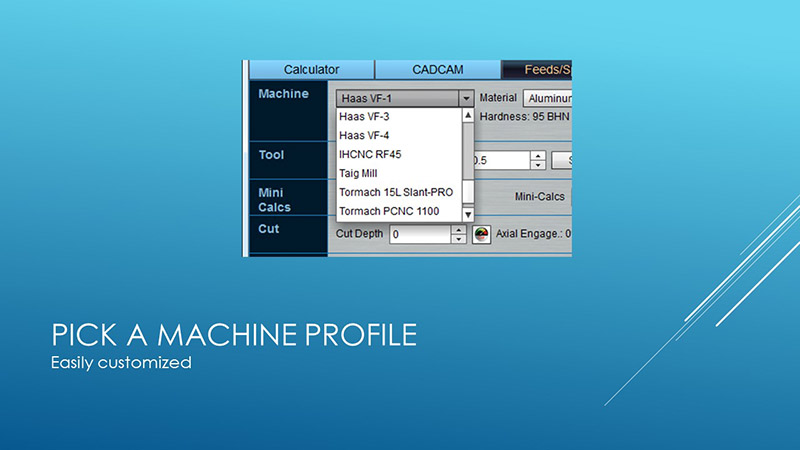 Calculator CADCAM Feeds/S
Machine Haas VF-1 Material Aluminu
Haas VF-3 Hardness: 95 BHN
Haas VF-4
Tool IHCNC RF45 0.5 S
Taig Mill
Mini Calcs Tormach 15L Slant-PRO Mini-Calcs
Tormach PCNC 1100
Cut Cut Depth 0 Axial Engage.: 0
PICK A MACHINE PROFILE
Easily customized